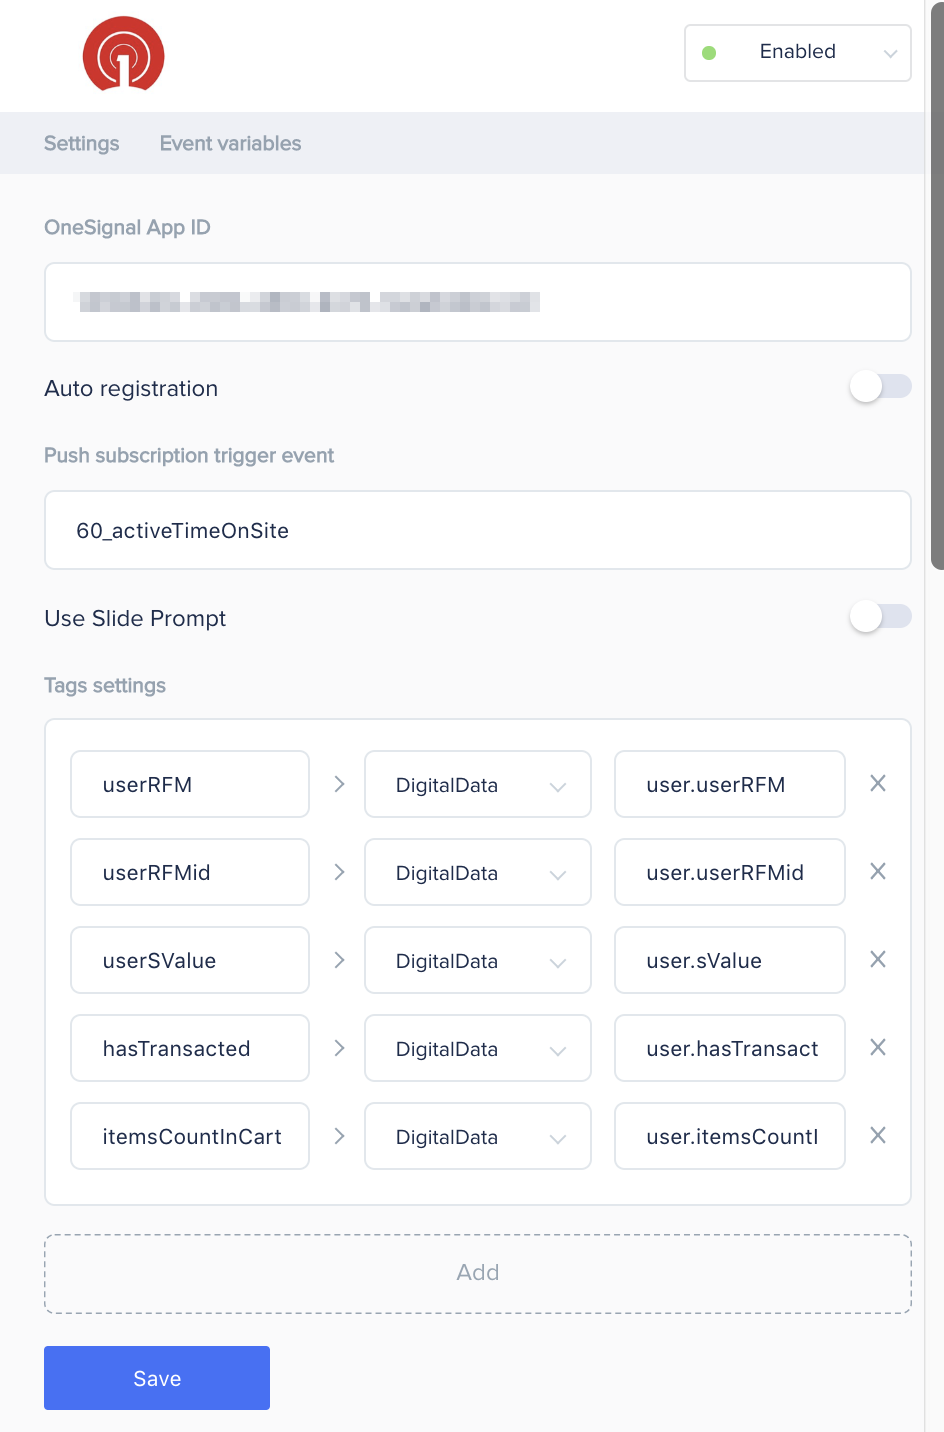 Enabled
Settings Event variables
OneSignal App ID
Auto registration
Push subscription trigger event
60_activeTimeOnSite
Use Slide Prompt
Tags settings
userRFM > DigitalData user.userRFM X
userRFMid > DigitalData user.userRFMid X
userSValue > DigitalData user.sValue X
hasTransacted > DigitalData user.hasTransact X
itemsCountInCart > DigitalData user.itemsCountI X
Add
Save